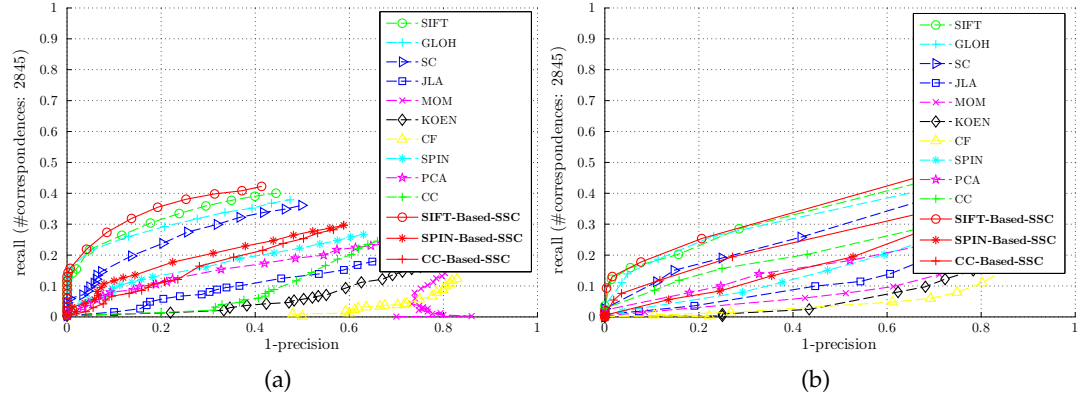 1
0.9
0.8
0.7
0.6
0.5
0.4
0.3
0.2
0.1
0
0 0.2 0.4 0.6 0.8 1
recall (#correspondences: 2845)
1-precision
SIFT
GLOH
SC
JLA
MOM
KOEN
CF
SPIN
PCA
CC
SIFT-Based-SSC
SPIN-Based-SSC
CC-Based-SSC
(a)
1
0.9
0.8
0.7
0.6
0.5
0.4
0.3
0.2
0.1
0
0 0.2 0.4 0.6 0.8 1
recall (#correspondences: 2845)
1-precision
SIFT
GLOH
SC
JLA
MOM
KOEN
CF
SPIN
PCA
CC
SIFT-Based-SSC
SPIN-Based-SSC
CC-Based-SSC
(b)